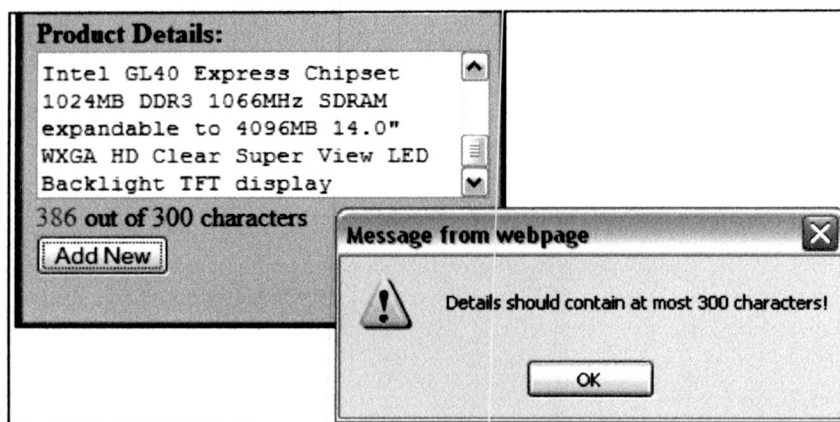 Product Details:
Intel GL40 Express Chipset
1024MB DDR3 1066MHz SDRAM
expandable to 4096MB 14.0"
WXGA HD Clear Super View LED
Backlight TFT display
386 out of 300 characters
Add New
Message from webpage
Details should contain at most 300 characters!
OK